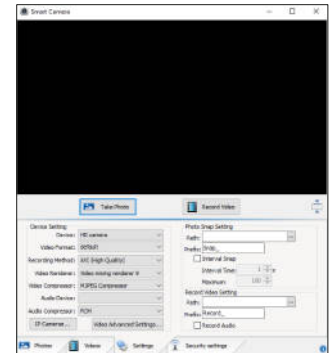 Smart Camera
Take Photo
Record Video
Device Setting
Device: HD camera
Video Format: default
Recording Method: AVI (High Quality)
Video Renderer: Video mixing renderer 9
Video Compressor: MJPEG Compressor
Audio Device:
Audio Compressor: PCM
IP Cameras...
Video Advanced Settings...
Photo Snap Setting
Path:
Prefix: Snap_
Interval Snap
Interval Time: 1
Maximum: 100
Record Video Setting
Path:
Prefix: Record_
Record Audio
Photos
Videos
Settings
Security settings